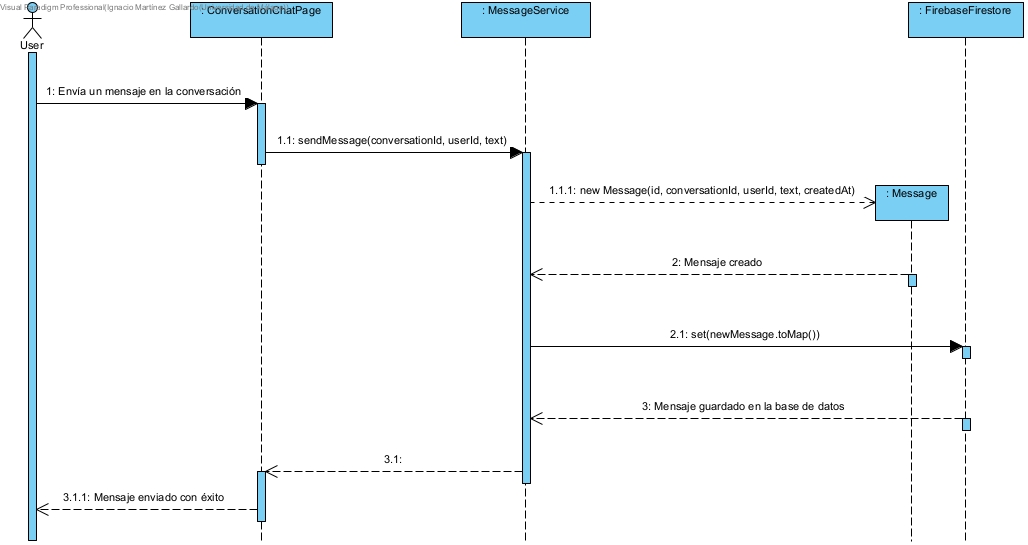 Visual Paradigm Professional(Ignacio Martínez Gallardo
: ConversationChatPage
: MessageService
: FirebaseFirestore
User
1: Envía un mensaje en la conversación
1.1: sendMessage(conversationId, userId, text)
1.1.1: new Message(id, conversationId, userId, text, createdAt)
: Message
2: Mensaje creado
2.1: set(newMessage.toMap())
3: Mensaje guardado en la base de datos
3.1:
3.1.1: Mensaje enviado con éxito